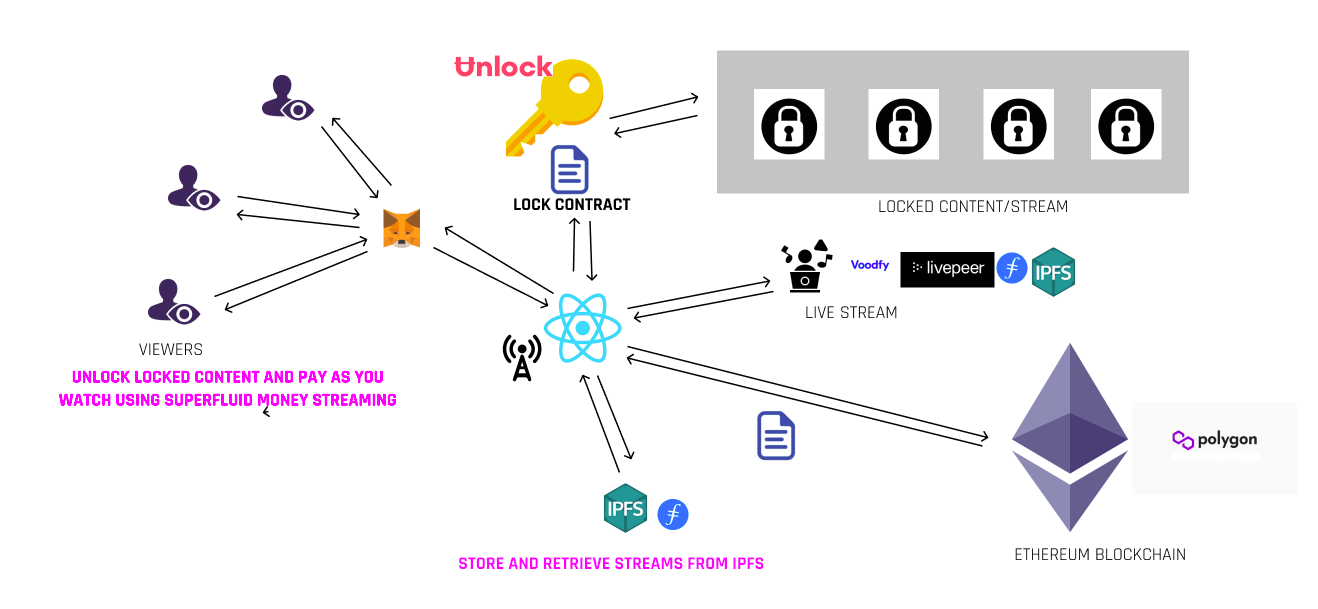 Unlock
LOCK CONTRACT
LOCKED CONTENT/STREAM
Voodfy
livepeer
IPFS
LIVE STREAM
VIEWERS
UNLOCK LOCKED CONTENT AND PAY AS YOU
WATCH USING SUPERFLUID MONEY STREAMING
polygon
IPFS
STORE AND RETRIEVE STREAMS FROM IPFS
ETHEREUM BLOCKCHAIN